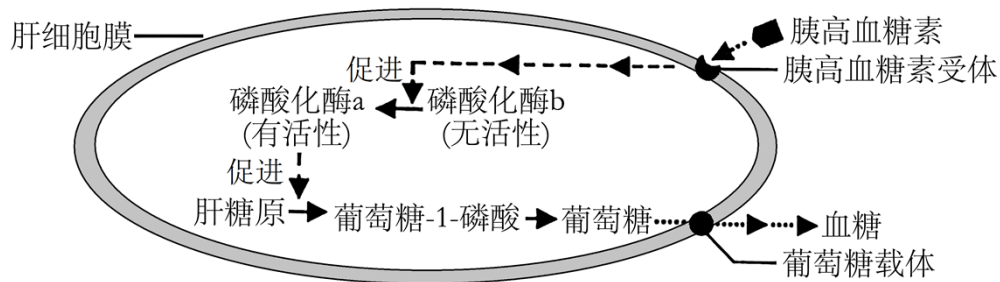 肝细胞膜
胰高血糖素
胰高血糖素受体
促进
磷酸化酶a
(有活性)
磷酸化酶b
(无活性)
促进
肝糖原
葡萄糖-1-磷酸
葡萄糖
血糖
葡萄糖载体